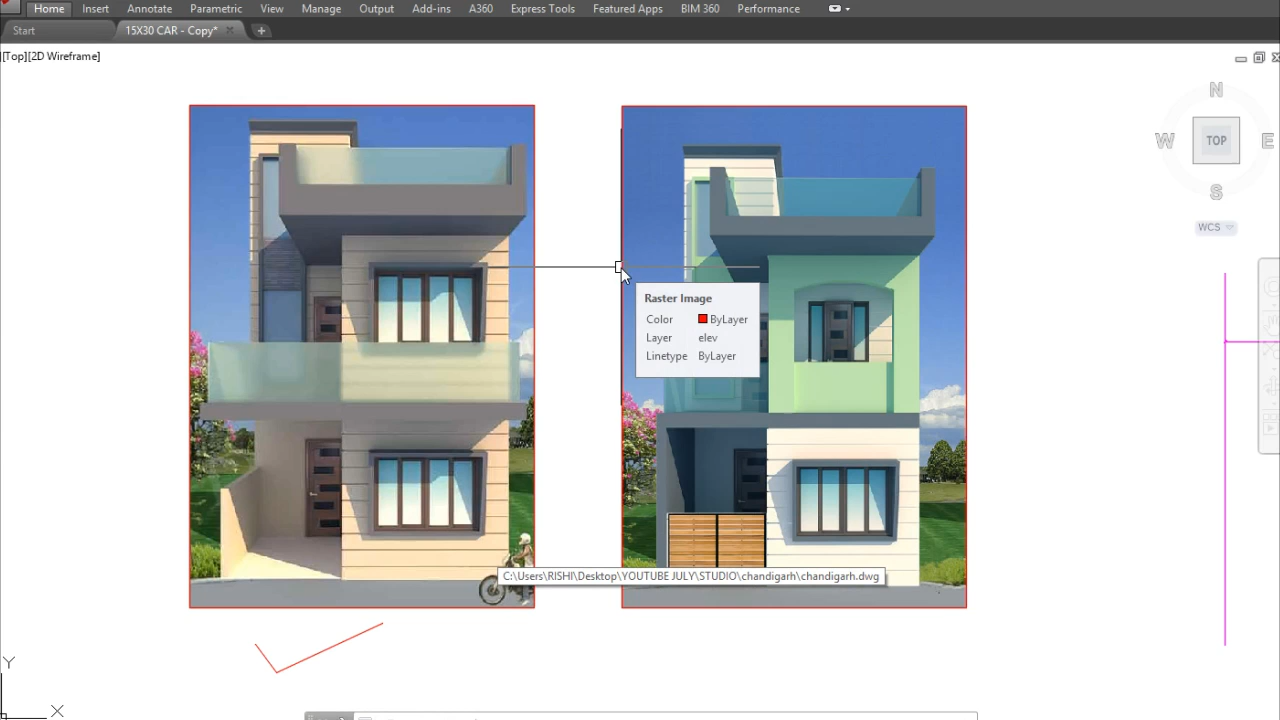 Home Insert Annotate Parametric View Manage Output Add-ins A360 Express Tools Featured Apps BIM 360 Performance
Start 15X30 CAR - Copy*
[Top][2D Wireframe]
N
W TOP E
S
WCS
Raster Image
Color ByLayer
Layer elev
Linetype ByLayer
C:\Users\RISHI\Desktop\YOUTUBE JULY\STUDIO\chandigarh\chandigarh.dwg
Y
X